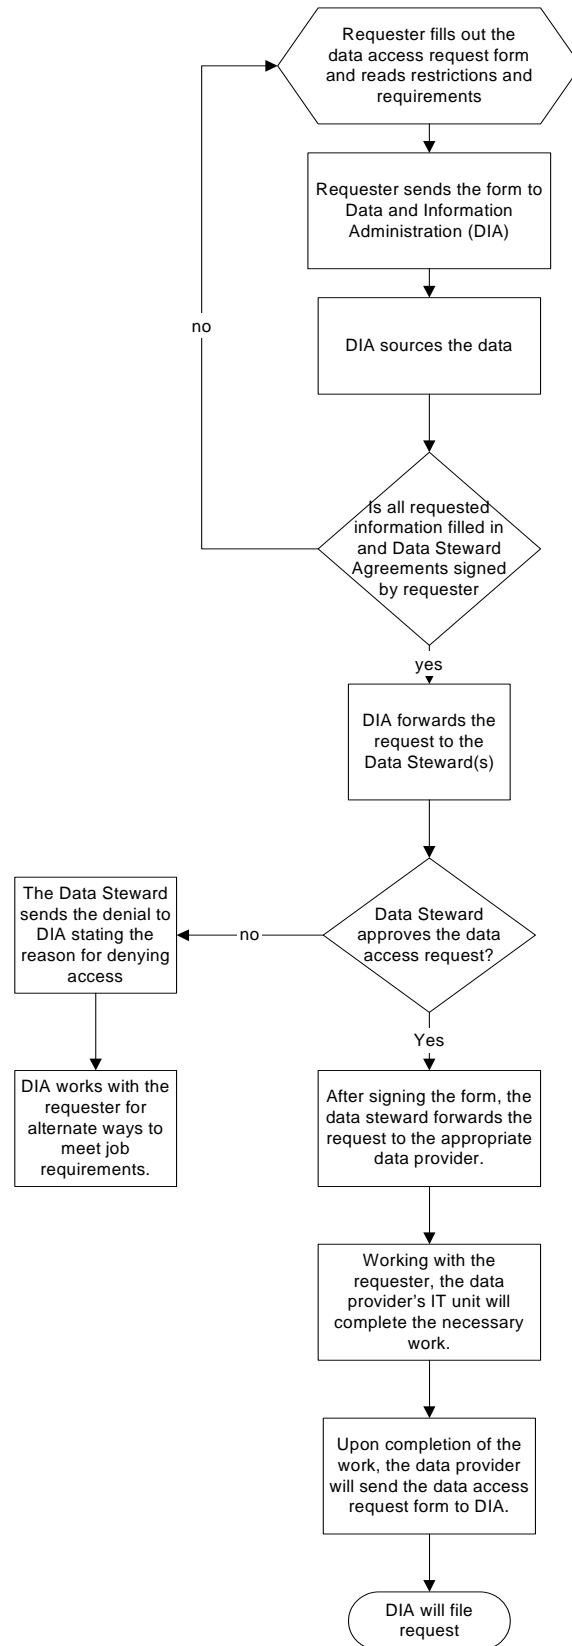 Requester fills out the
data access request form
and reads restrictions and
requirements
Requester sends the form to
Data and Information
Administration (DIA)
no
DIA sources the data
Is all requested
information filled in
and Data Steward
Agreements signed
by requester
yes
DIA forwards the
request to the
Data Steward(s)
The Data Steward
sends the denial to
DIA stating the
reason for denying
access
no
Data Steward
approves the data
access request?
Yes
DIA works with the
requester for
alternate ways to
meet job
requirements.
After signing the form, the
data steward forwards the
request to the appropriate
data provider.
Working with the
requester, the data
provider's IT unit will
complete the necessary
work.
Upon completion of the
work, the data provider
will send the data access
request form to DIA.
DIA will file
request